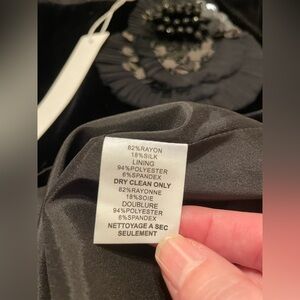 82%RAYON
18%SILK
LINING
94%POLYESTER
6%SPANDEX
DRY CLEAN ONLY
82%RAYONNE
18%SOIE
DOUBLURE
94%POLYESTER
6%SPANDEX
NETTOYAGE A SEC
SEULEMENT